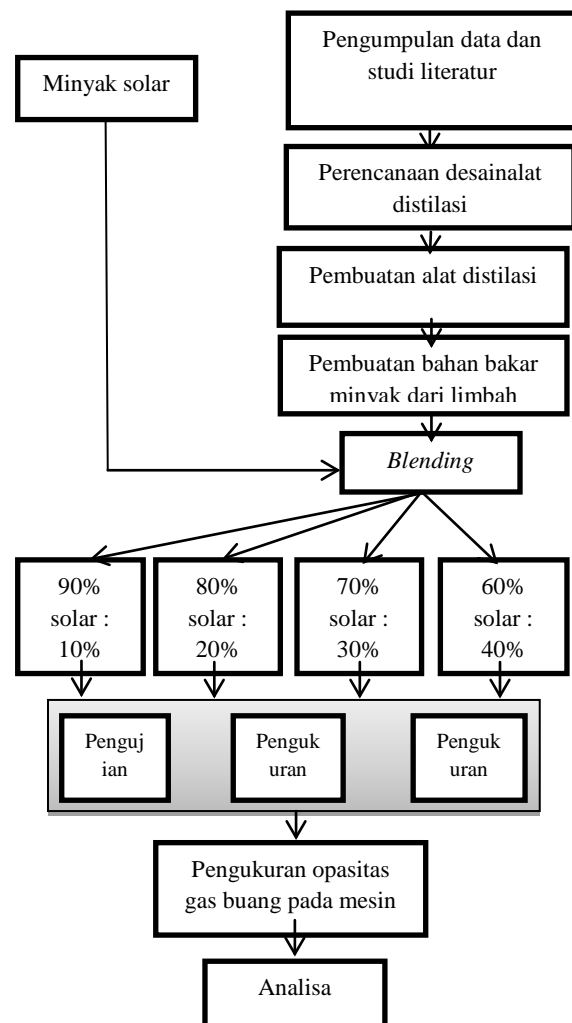 Pengumpulan data dan
studi literatur
Minyak solar
Perencanaan desainalat
distilasi
Pembuatan alat distilasi
Pembuatan bahan bakar
minyak dari limbah
Blending
90%
solar :
10%
80%
solar :
20%
70%
solar :
30%
60%
solar :
40%
Penguj
ian
Penguk
uran
Penguk
uran
Pengukuran opasitas
gas buang pada mesin
Analisa